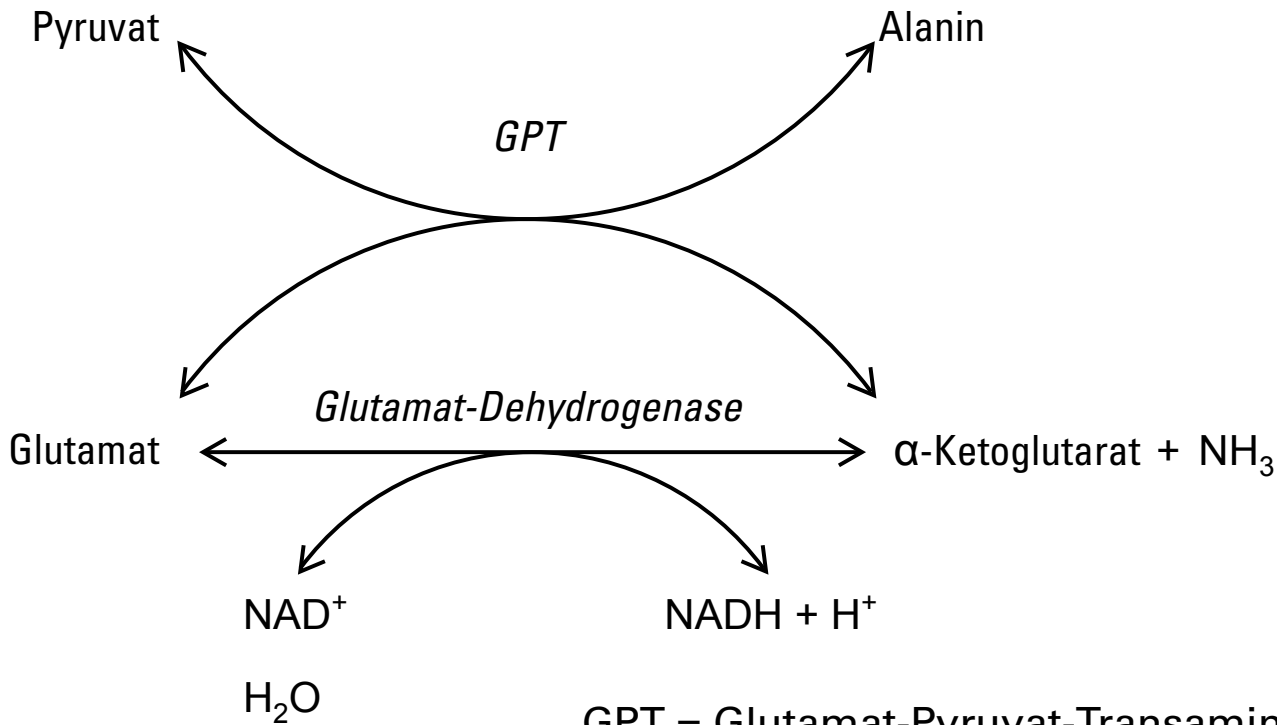 Pyruvat Alanin
GPT
Glutamat-Dehydrogenase
Glutamat α-Ketoglutarat + NH₃
NAD⁺ NADH + H⁺
H₂O
GPT = Glutamat-Pyruvat-Transamin